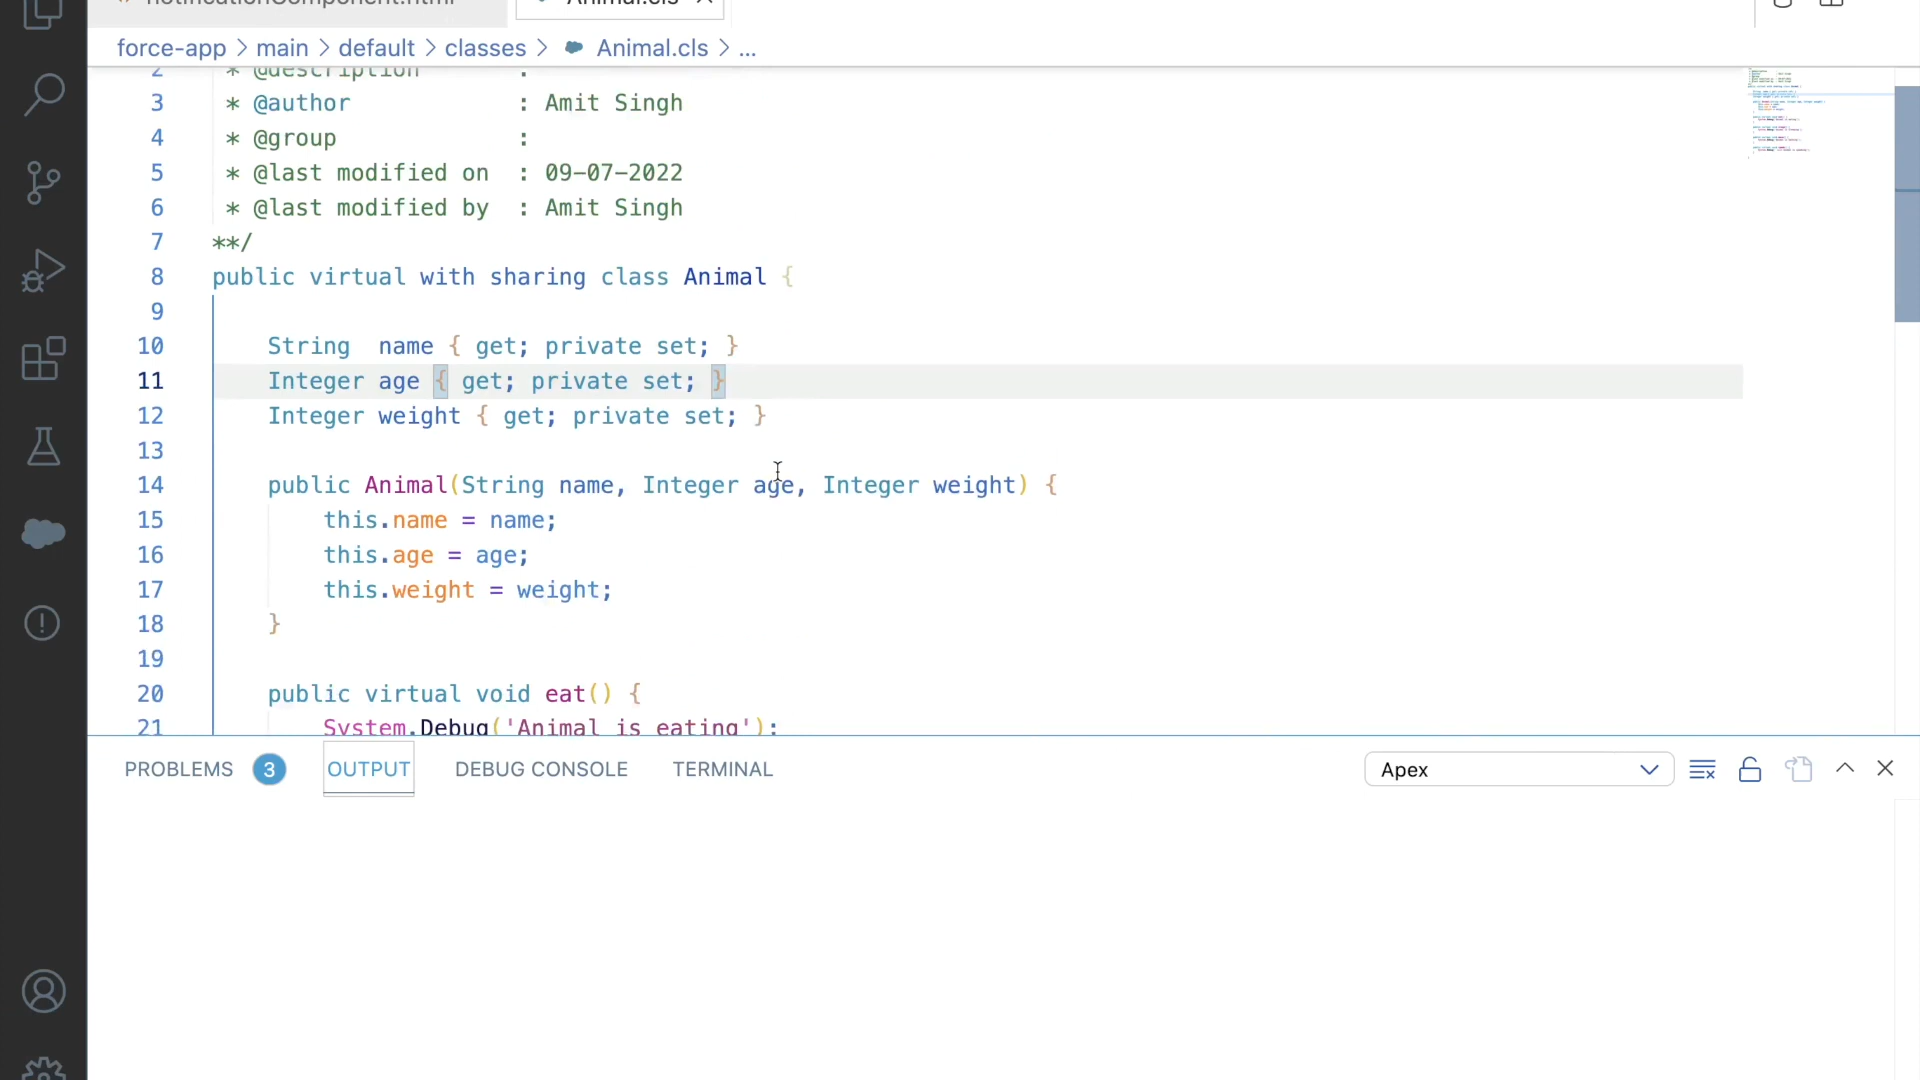 notificationComponent.html
Animal.cls
force-app > main > default > classes > Animal.cls > ...
2 * @description :
3 * @author : Amit Singh
4 * @group :
5 * @last modified on : 09-07-2022
6 * @last modified by : Amit Singh
7 **/
8 public virtual with sharing class Animal {
9
10 String  name { get; private set; }
11 Integer age { get; private set; }
12 Integer weight { get; private set; }
13
14 public Animal(String name, Integer age, Integer weight) {
15 this.name = name;
16 this.age = age;
17 this.weight = weight;
18 }
19
20 public virtual void eat() {
21 System.Debug('Animal is eating');
PROBLEMS 3 OUTPUT DEBUG CONSOLE TERMINAL Apex